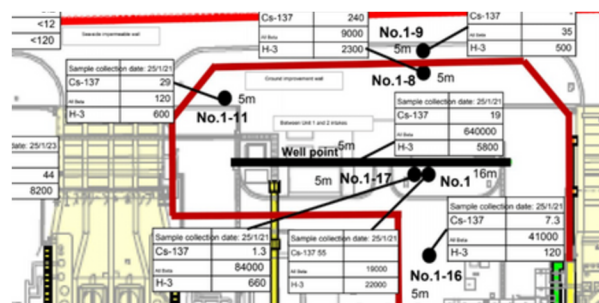 <12
<120
Seaside impermeable wall
Cs-137 240
All Beta 9000
H-3 2300
No.1-9
5m
Cs-137
35
H-3 500
Sample collection date: 25/1/21
Cs-137 29
All Beta 120
H-3 600
Ground improvement wall
No.1-8
5m
5m
No.1-11
Sample collection date: 25/1/21
Cs-137 19
All Beta 640000
H-3 5800
Between Unit 1 and 2 intakes
5m
date: 25/1/23
44
8200
Well point
5m
No.1-17
No.1
16m
Sample collection date: 25/1/21
Cs-137 7.3
All Beta 41000
H-3 120
Sample collection date: 25/1/21
Cs-137 1.3
All Beta 84000
H-3 660
Sample collection date: 25/1/21
Cs-137 55
All Beta 19000
H-3 22000
No.1-16
5m